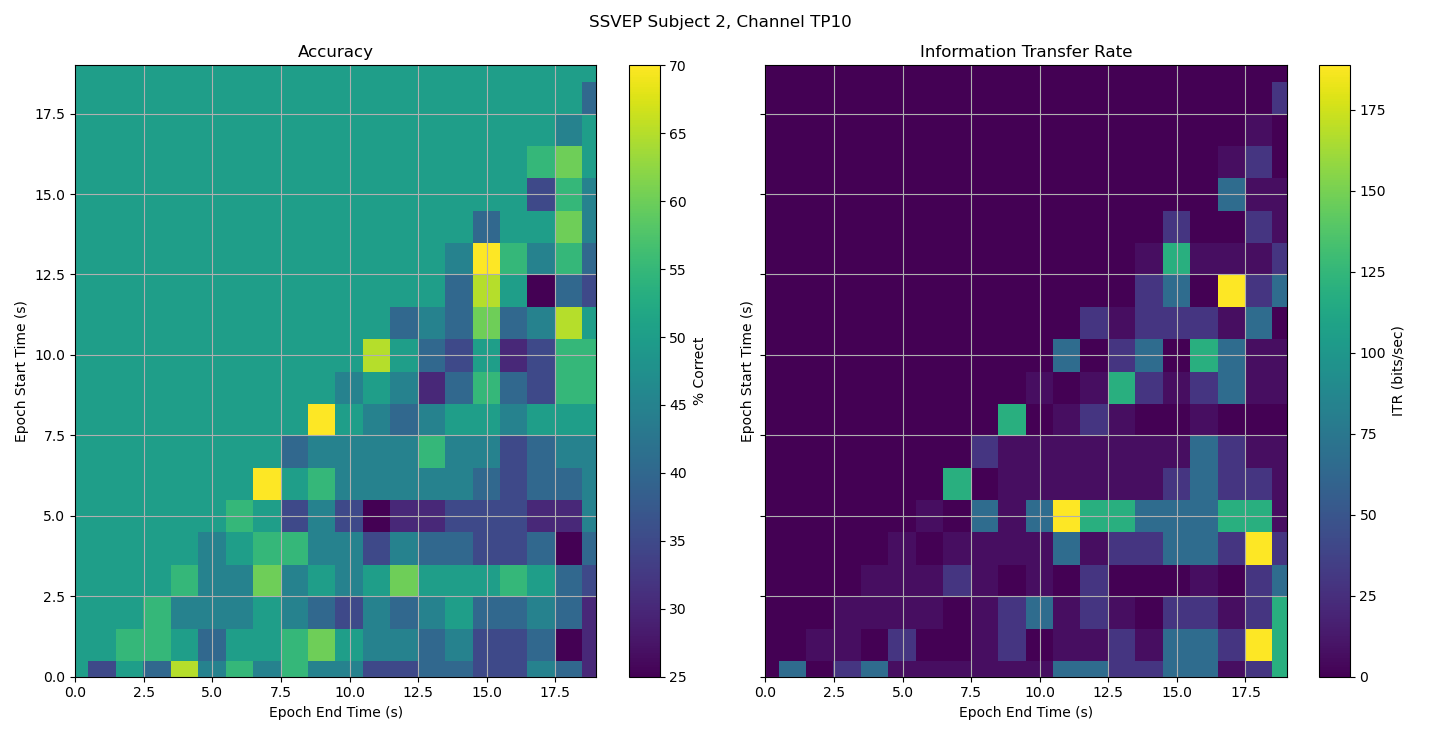 SSVEP Subject 2, Channel TP10
Accuracy
Information Transfer Rate
17.5
15.0
12.5
10.0
7.5
5.0
2.5
0.0
Epoch Start Time (s)
0.0 2.5 5.0 7.5 10.0 12.5 15.0 17.5
Epoch End Time (s)
70
65
60
55
50
45
40
35
30
25
% Correct
Epoch Start Time (s)
0.0 2.5 5.0 7.5 10.0 12.5 15.0 17.5
Epoch End Time (s)
175
150
125
100
75
50
25
0
ITR (bits/sec)